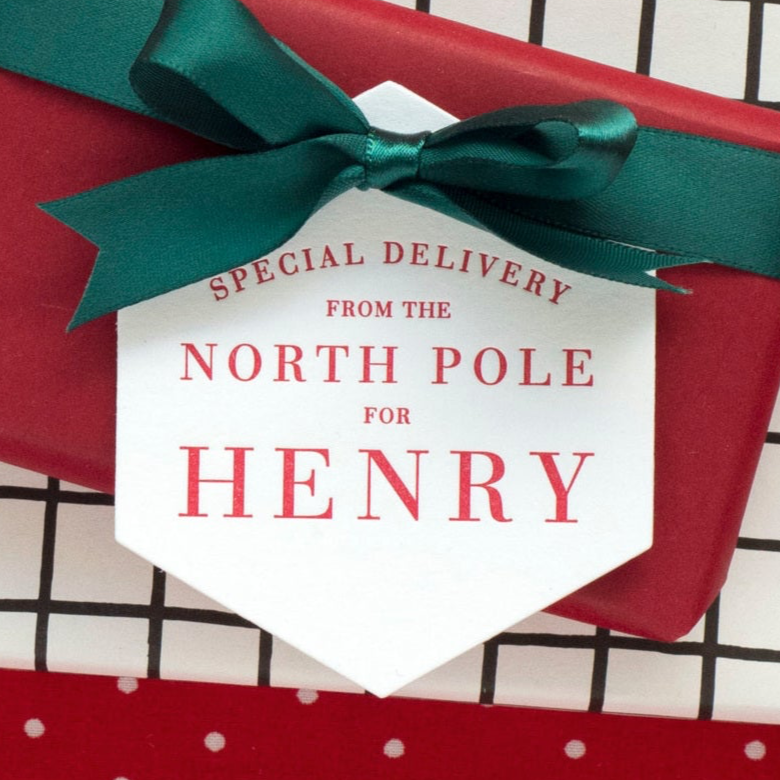 SPECIAL DELIVERY
FROM THE
NORTH POLE
FOR
HENRY